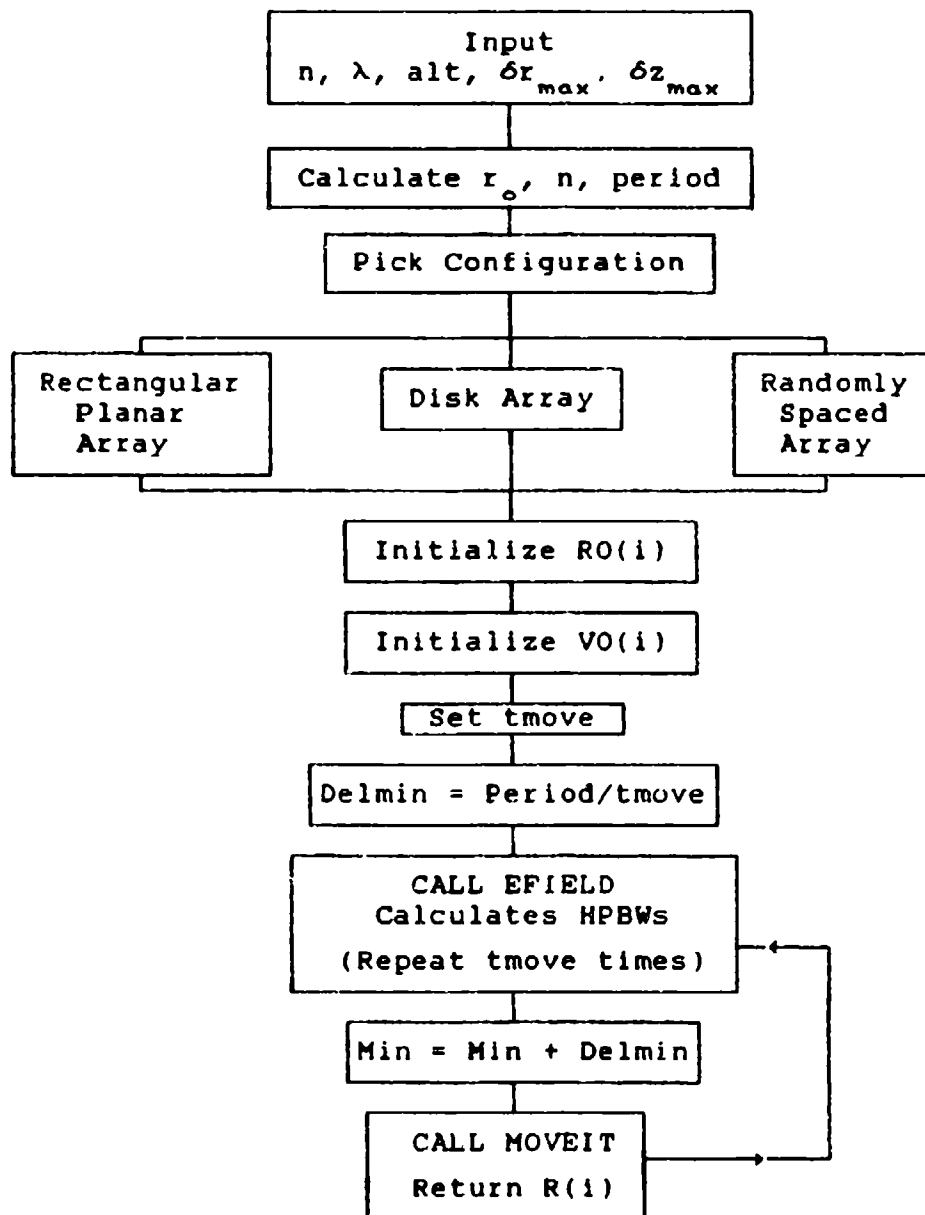 Input
n, λ, alt, δr_max, δz_max
Calculate r_o, n, period
Pick Configuration
Rectangular
Planar
Array
Disk Array
Randomly
Spaced
Array
Initialize RO(i)
Initialize VO(i)
Set tmove
Delmin = Period/tmove
CALL EFIELD
Calculates HPBWs
(Repeat tmove times)
Min = Min + Delmin
CALL MOVEIT
Return R(i)